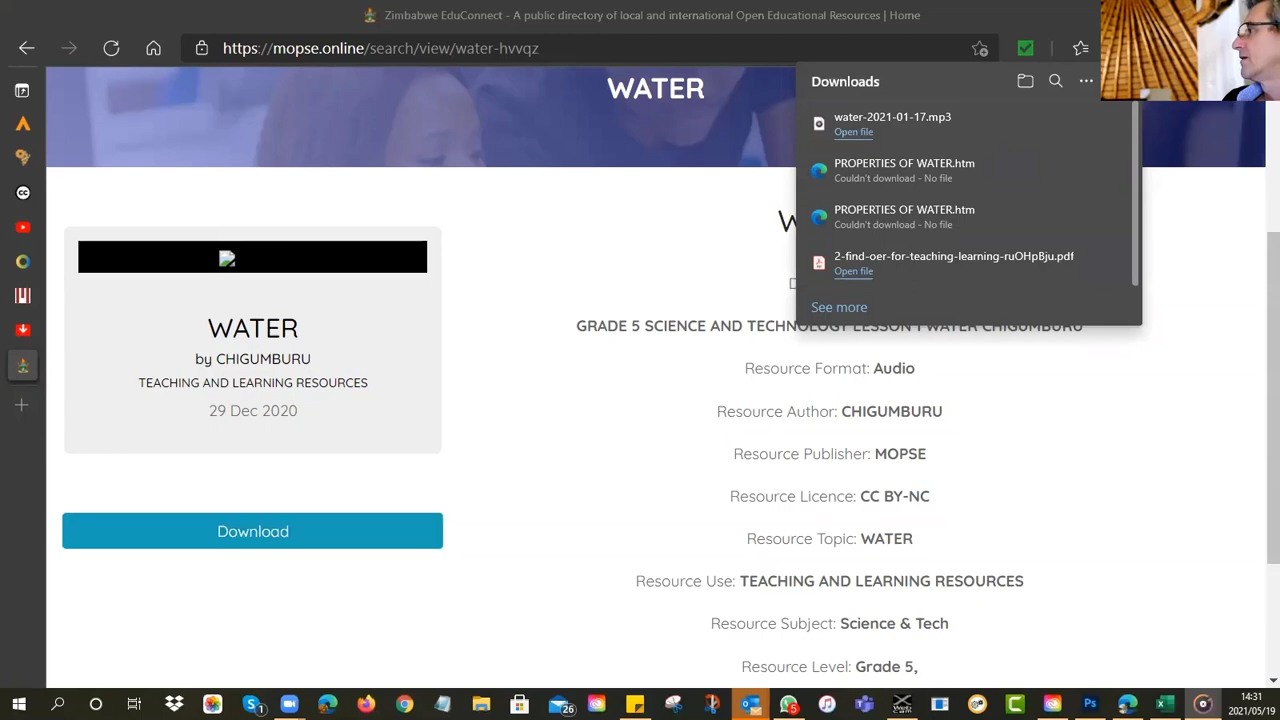 Zimbabwe EduConnect - A public directory of local and international Open Educational Resources | Home
https://mopse.online/search/view/water-hvvqz
WATER
Downloads
water-2021-01-17.mp3
Open file
PROPERTIES OF WATER.htm
Couldn't download - No file
PROPERTIES OF WATER.htm
Couldn't download - No file
2-find-oer-for-teaching-learning-ruOHpBju.pdf
Open file
See more
WATER
by CHIGUMBURU
TEACHING AND LEARNING RESOURCES
29 Dec 2020
Download
W
D
GRADE 5 SCIENCE AND TECHNOLOGY LESSON 1 WATER CHIGUMBURU
Resource Format: Audio
Resource Author: CHIGUMBURU
Resource Publisher: MOPSE
Resource Licence: CC BY-NC
Resource Topic: WATER
Resource Use: TEACHING AND LEARNING RESOURCES
Resource Subject: Science & Tech
Resource Level: Grade 5,
14:31
2021/05/19